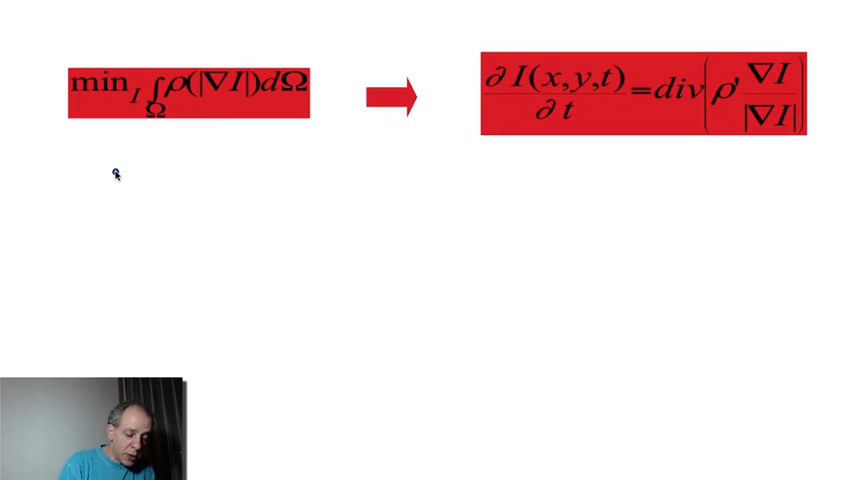 min_I ∫_Ω ρ(|∇I|)dΩ
∂I(x,y,t)/∂t = div(ρ' ∇I/|∇I|)